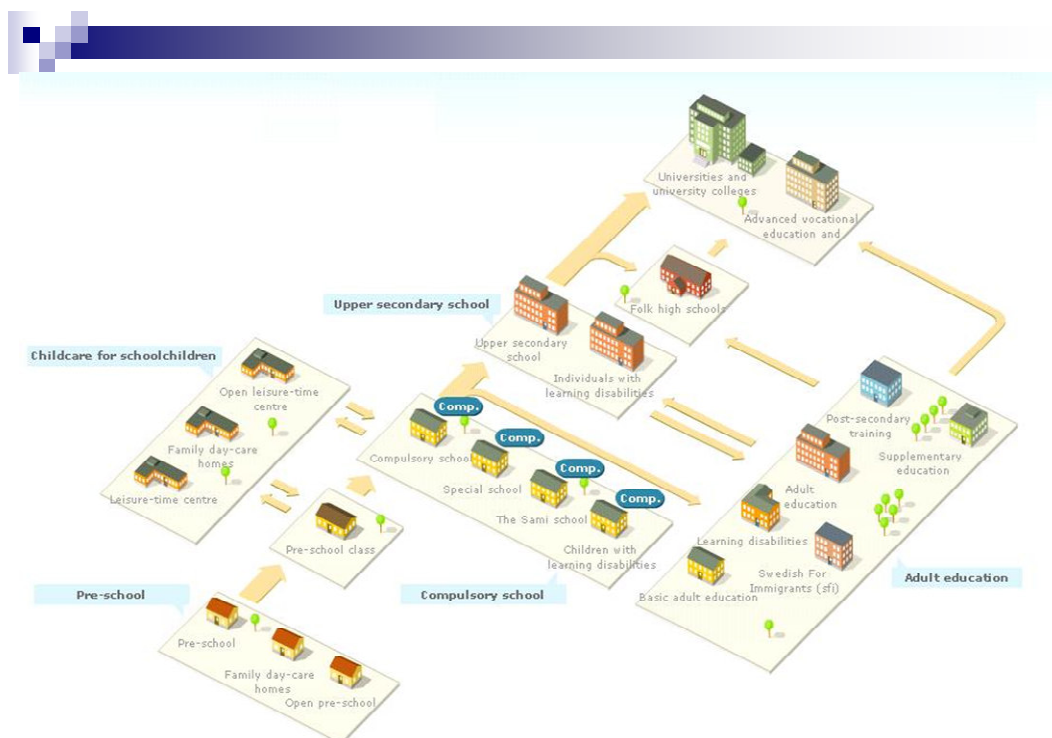 Universities and
university colleges
Advanced vocational
education and
Folk high schools
Upper secondary school
Upper secondary
school
Individuals with
learning disabilities
Childcare for schoolchildren
Open leisure-time
centre
Family day-care
homes
Leisure-time centre
Comp.
Compulsory school
Comp.
Special school
Comp.
The Sami school
Comp.
Children with
learning disabilities
Compulsory school
Pre-school class
Pre-school
Pre-school
Family day-care
homes
Open pre-school
Post-secondary
training
Supplementary
education
Adult
education
Learning disabilities
Swedish For
Immigrants (sfi)
Basic adult education
Adult education